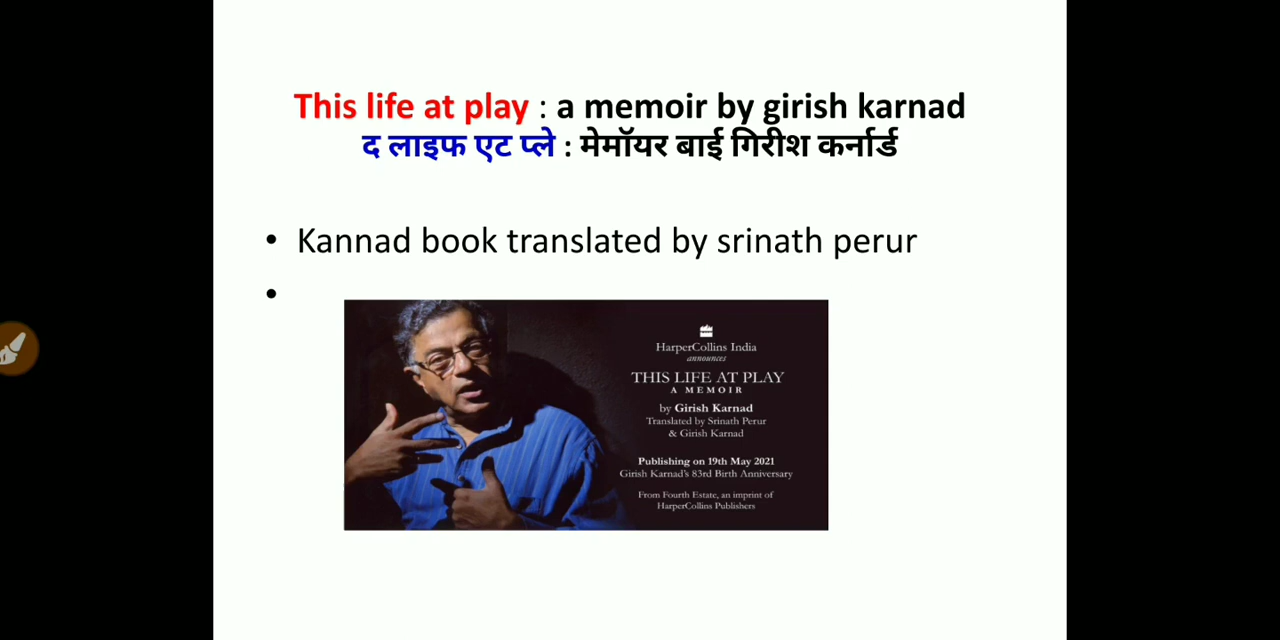 This life at play : a memoir by girish karnad
द लाइफ एट प्ले : मेमॉयर बाई गिरीश कर्नार्ड
• Kannad book translated by srinath perur
•
HarperCollins India
announces
THIS LIFE AT PLAY
A MEMOIR
by Girish Karnad
Translated by Srinath Perur
& Girish Karnad
Publishing on 19th May 2021
Girish Karnad's 83rd Birth Anniversary
From Fourth Estate, an imprint of
HarperCollins Publishers